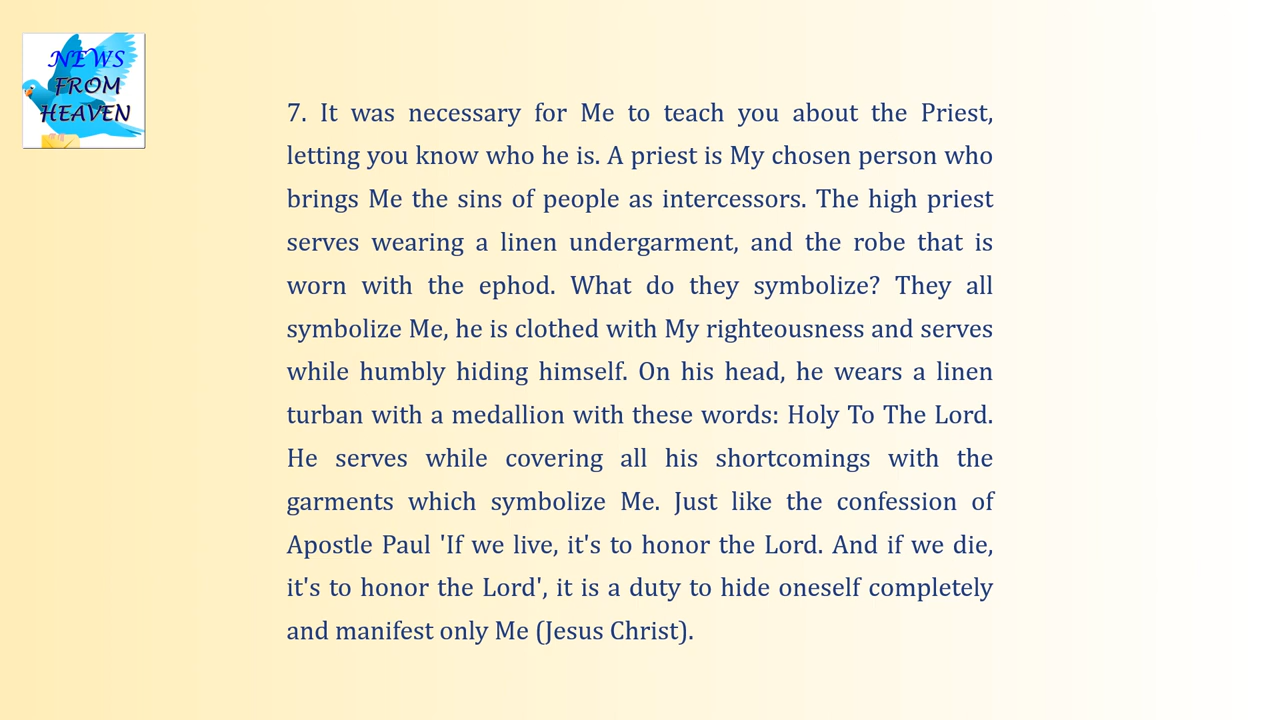 NEWS
FROM
HEAVEN
7. It was necessary for Me to teach you about the Priest,
letting you know who he is. A priest is My chosen person who
brings Me the sins of people as intercessors. The high priest
serves wearing a linen undergarment, and the robe that is
worn with the ephod. What do they symbolize? They all
symbolize Me, he is clothed with My righteousness and serves
while humbly hiding himself. On his head, he wears a linen
turban with a medallion with these words: Holy To The Lord.
He serves while covering all his shortcomings with the
garments which symbolize Me. Just like the confession of
Apostle Paul 'If we live, it's to honor the Lord. And if we die,
it's to honor the Lord', it is a duty to hide oneself completely
and manifest only Me (Jesus Christ).